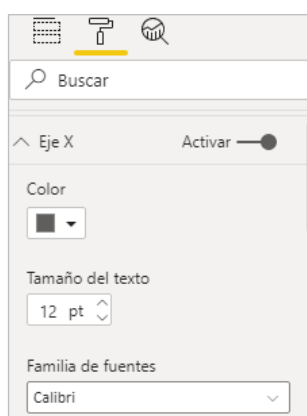 Buscar
Eje X Activar
Color
Tamaño del texto
12 pt
Familia de fuentes
Calibri